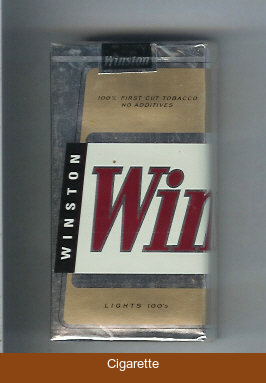 Winston
100% FIRST CUT TOBACCO
NO ADDITIVES
WINSTON
Win
LIGHTS 100's
Cigarette